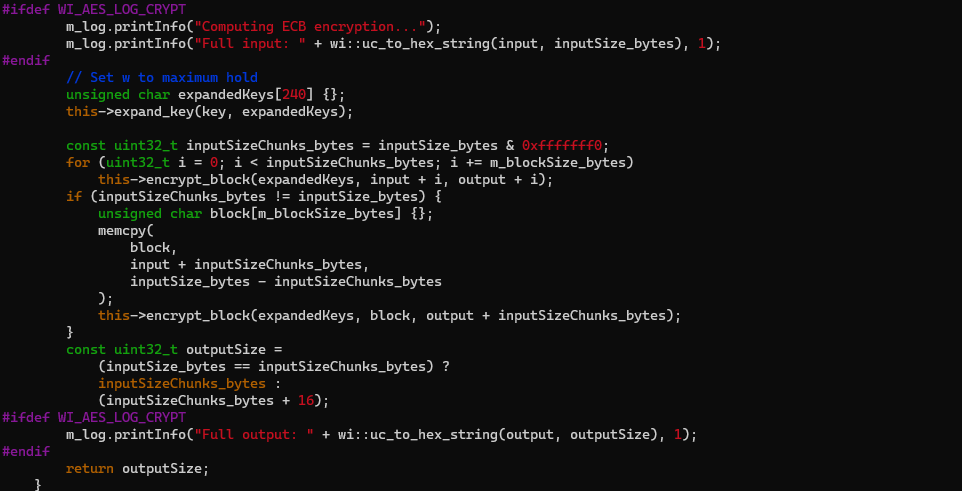 #ifdef WI_AES_LOG_CRYPT
        m_log.printInfo("Computing ECB encryption...");
        m_log.printInfo("Full input: " + wi::uc_to_hex_string(input, inputSize_bytes), 1);
#endif
        // Set w to maximum hold
        unsigned char expandedKeys[240] {};
        this->expand_key(key, expandedKeys);

        const uint32_t inputSizeChunks_bytes = inputSize_bytes & 0xfffffff0;
        for (uint32_t i = 0; i < inputSizeChunks_bytes; i += m_blockSize_bytes)
            this->encrypt_block(expandedKeys, input + i, output + i);
        if (inputSizeChunks_bytes != inputSize_bytes) {
            unsigned char block[m_blockSize_bytes] {};
            memcpy(
                block,
                input + inputSizeChunks_bytes,
                inputSize_bytes - inputSizeChunks_bytes
            );
            this->encrypt_block(expandedKeys, block, output + inputSizeChunks_bytes);
        }
        const uint32_t outputSize =
            (inputSize_bytes == inputSizeChunks_bytes) ?
            inputSizeChunks_bytes :
            (inputSizeChunks_bytes + 16);
#ifdef WI_AES_LOG_CRYPT
        m_log.printInfo("Full output: " + wi::uc_to_hex_string(output, outputSize), 1);
#endif
        return outputSize;
    }